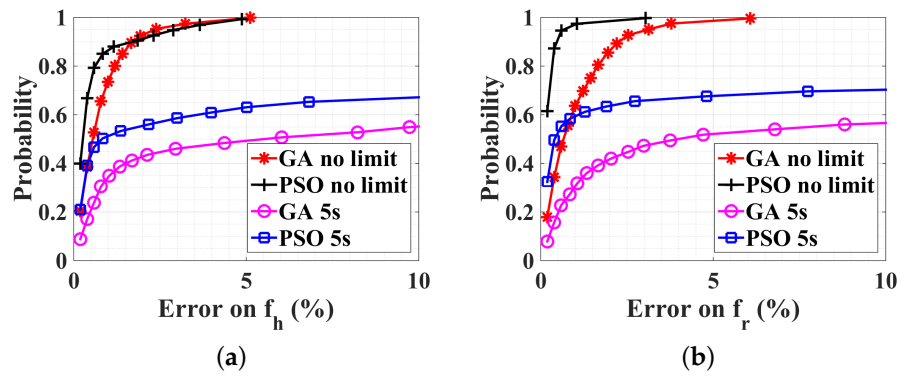 1
0.8
0.6
0.4
0.2
0
Probability
0 5 10
Error on f_h (%)
GA no limit
PSO no limit
GA 5s
PSO 5s
(a)
1
0.8
0.6
0.4
0.2
0
Probability
0 5 10
Error on f_r (%)
GA no limit
PSO no limit
GA 5s
PSO 5s
(b)